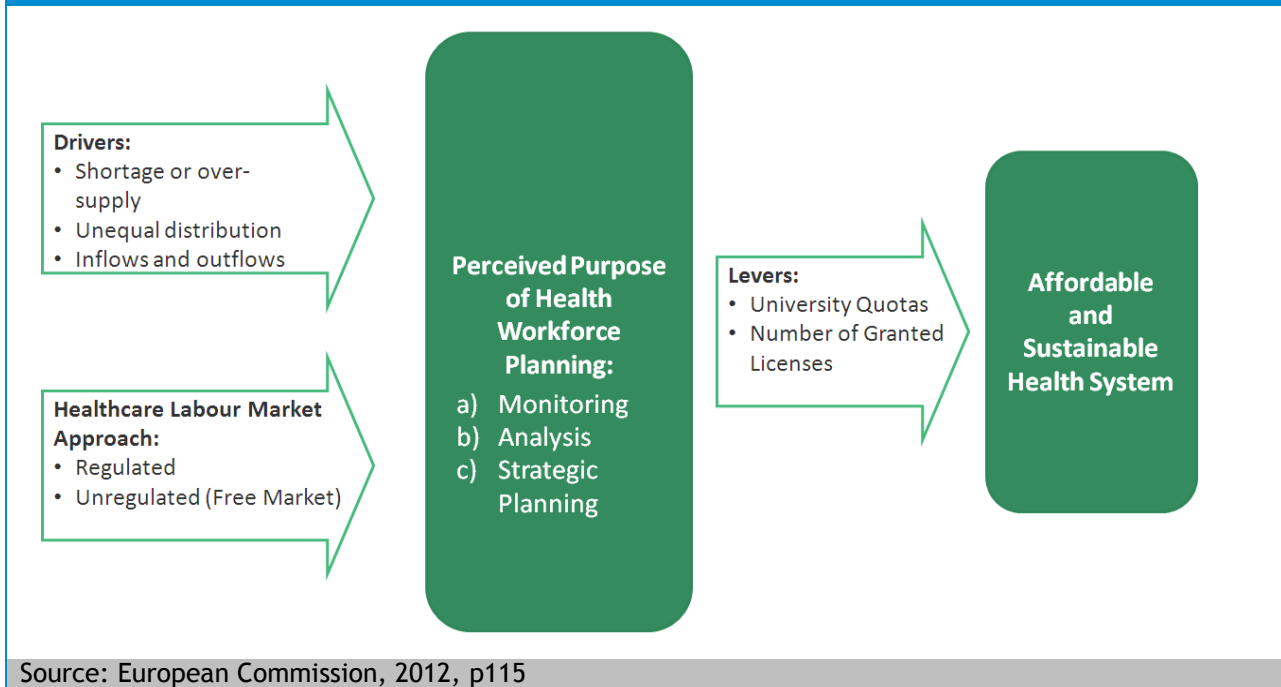 Drivers:
• Shortage or over-
supply
• Unequal distribution
• Inflows and outflows
Healthcare Labour Market
Approach:
• Regulated
• Unregulated (Free Market)
Perceived Purpose
of Health
Workforce
Planning:
a) Monitoring
b) Analysis
c) Strategic
Planning
Levers:
• University Quotas
• Number of Granted
Licenses
Affordable
and
Sustainable
Health System
Source: European Commission, 2012, p115